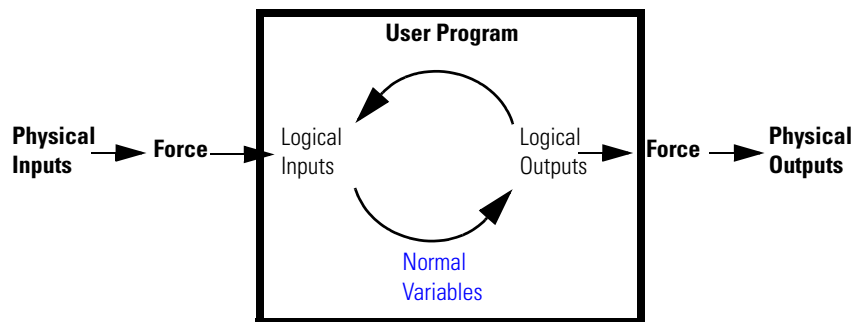 User Program
Physical
Inputs
Force
Logical
Inputs
Logical
Outputs
Force
Physical
Outputs
Normal
Variables